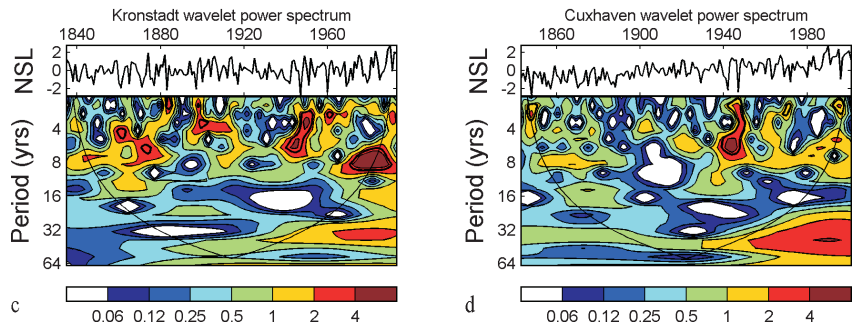 Kronstadt wavelet power spectrum
1840 1880 1920 1960
NSL
2
0
-2
Period (yrs)
4
8
16
32
64
c
0.06 0.12 0.25 0.5 1 2 4
Cuxhaven wavelet power spectrum
1860 1900 1940 1980
NSL
2
0
-2
Period (yrs)
4
8
16
32
64
d
0.06 0.12 0.25 0.5 1 2 4